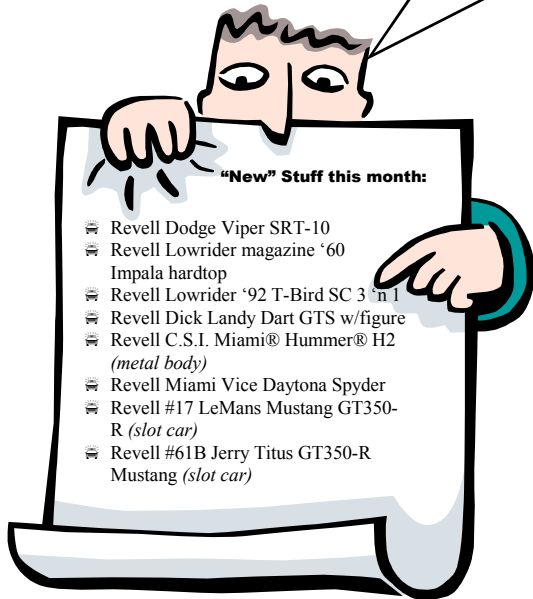 “New” Stuff this month:
Revell Dodge Viper SRT-10
Revell Lowrider magazine ‘60
Impala hardtop
Revell Lowrider ‘92 T-Bird SC 3 ‘n 1
Revell Dick Landy Dart GTS w/figure
Revell C.S.I. Miami® Hummer® H2
(metal body)
Revell Miami Vice Daytona Spyder
Revell #17 LeMans Mustang GT350-
R (slot car)
Revell #61B Jerry Titus GT350-R
Mustang (slot car)